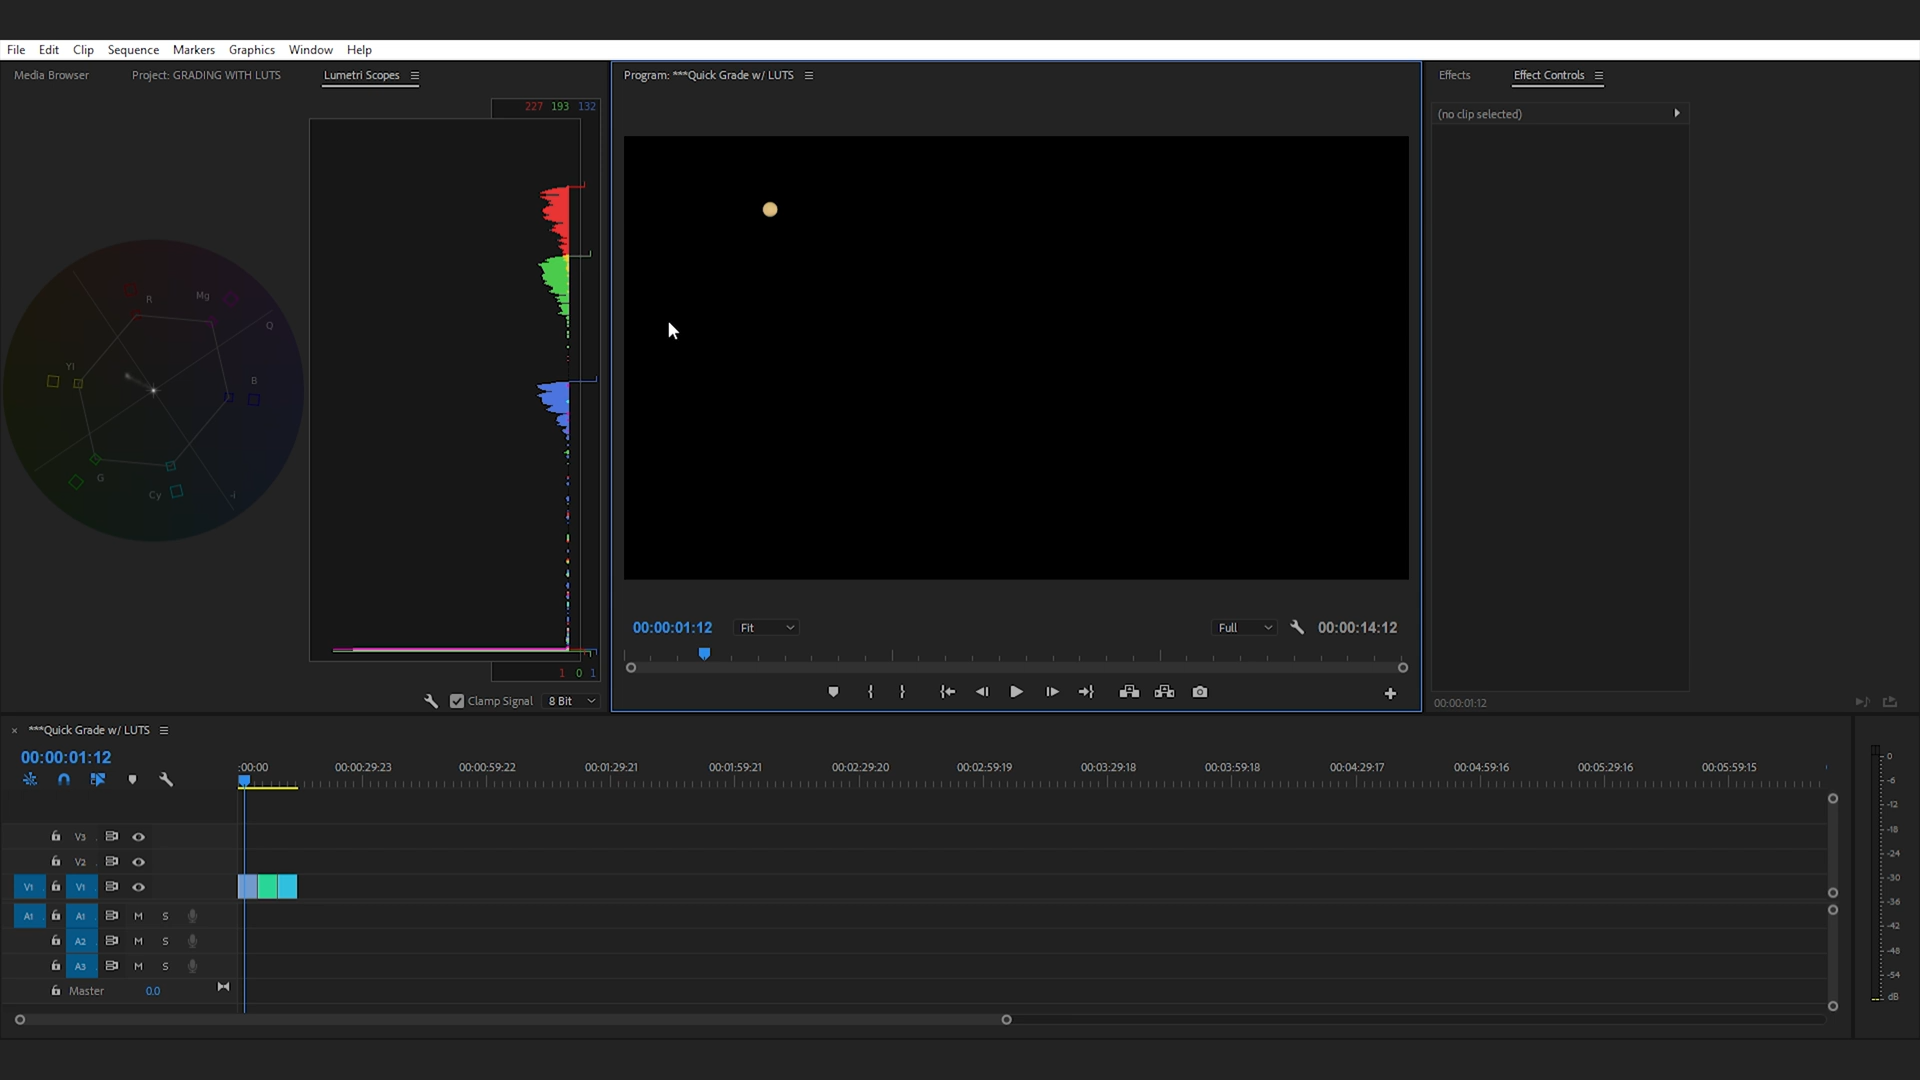 File Edit Clip Sequence Markers Graphics Window Help
Media Browser Project: GRADING WITH LUTS Lumetri Scopes
227 193 132
R Mg Q
Yl B
G Cy -i
1 0 1
Clamp Signal 8 Bit
Program: ***Quick Grade w/ LUTS
00:00:01:12 Fit Full 00:00:14:12
Effects Effect Controls
(no clip selected)
00:00:01:12
× ***Quick Grade w/ LUTS
00:00:01:12
:00:00 00:00:29:23 00:00:59:22 00:01:29:21 00:01:59:21 00:02:29:20 00:02:59:19 00:03:29:18 00:03:59:18 00:04:29:17 00:04:59:16 00:05:29:16 00:05:59:15
V3
V2
V1 V1
A1 A1 M S
A2 M S
A3 M S
Master 0.0
0
-6
-12
-18
-24
-30
-36
-42
-48
-54
dB